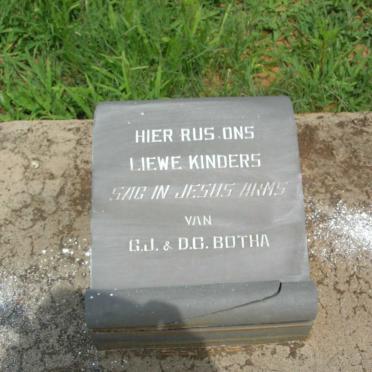 HIER RUS ONS
LIEWE KINDERS
SAG IN JESUS ARMS
VAN
G.J. & D.C. BOTHA